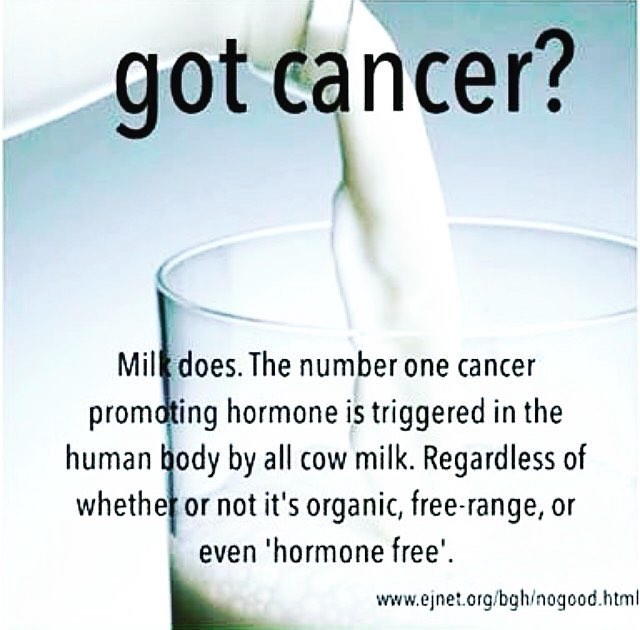 got cancer?
Milk does. The number one cancer
promoting hormone is triggered in the
human body by all cow milk. Regardless of
whether or not it's organic, free-range, or
even 'hormone free'.
www.ejnet.org/bgh/nogood.html